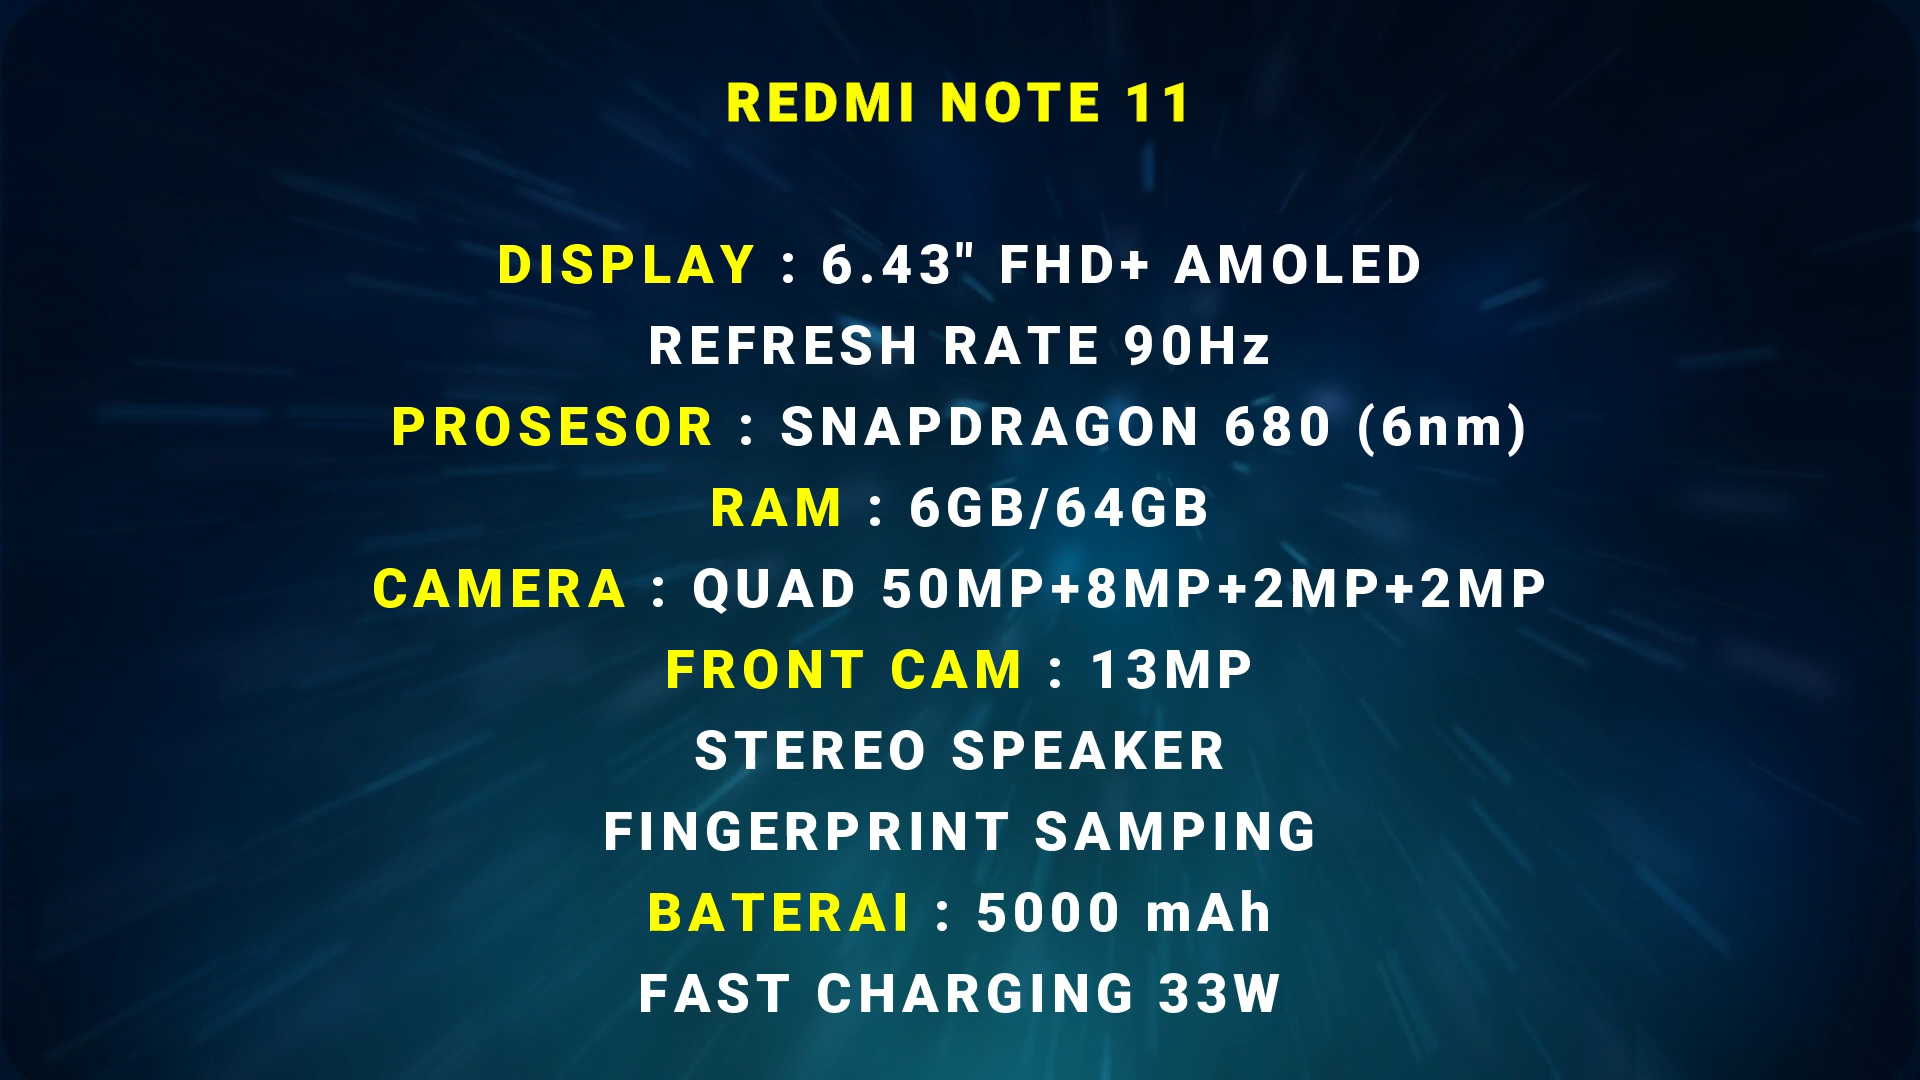 REDMI NOTE 11
DISPLAY : 6.43" FHD+ AMOLED
REFRESH RATE 90Hz
PROSESOR : SNAPDRAGON 680 (6nm)
RAM : 6GB/64GB
CAMERA : QUAD 50MP+8MP+2MP+2MP
FRONT CAM : 13MP
STEREO SPEAKER
FINGERPRINT SAMPING
BATERAI : 5000 mAh
FAST CHARGING 33W